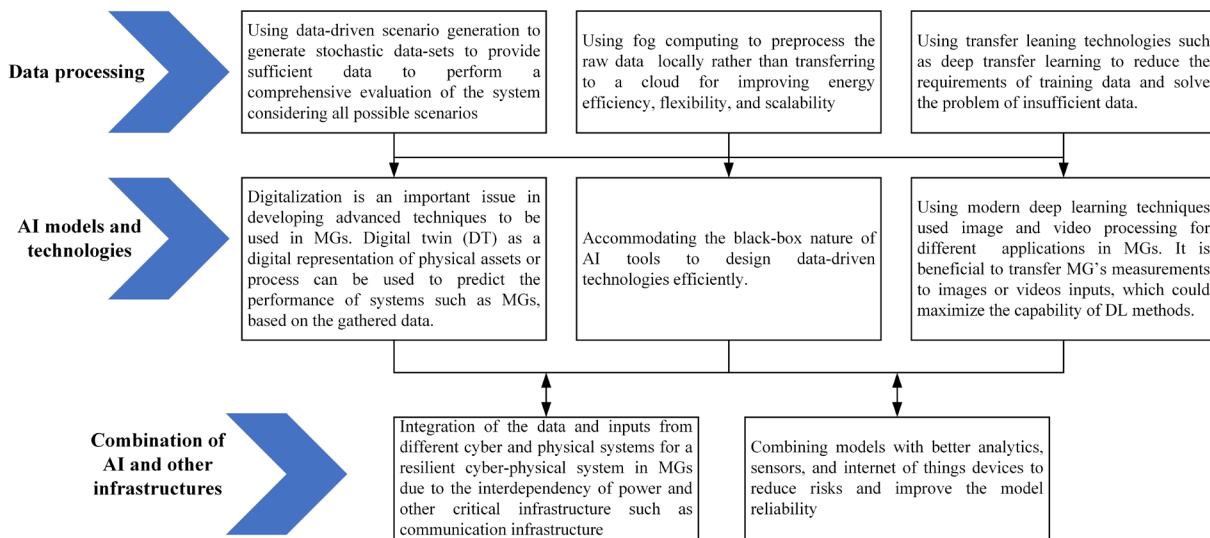 Data processing
Using data-driven scenario generation to
generate stochastic data-sets to provide
sufficient data to perform a
comprehensive evaluation of the system
considering all possible scenarios
Using fog computing to preprocess the
raw data locally rather than transferring
to a cloud for improving energy
efficiency, flexibility, and scalability
Using transfer leaning technologies such
as deep transfer learning to reduce the
requirements of training data and solve
the problem of insufficient data.
AI models and
technologies
Digitalization is an important issue in
developing advanced techniques to be
used in MGs. Digital twin (DT) as a
digital representation of physical assets or
process can be used to predict the
performance of systems such as MGs,
based on the gathered data.
Accommodating the black-box nature of
AI tools to design data-driven
technologies efficiently.
Using modern deep learning techniques
used image and video processing for
different applications in MGs. It is
beneficial to transfer MG’s measurements
to images or videos inputs, which could
maximize the capability of DL methods.
Combination of
AI and other
infrastructures
Integration of the data and inputs from
different cyber and physical systems for a
resilient cyber-physical system in MGs
due to the interdependency of power and
other critical infrastructure such as
communication infrastructure
Combining models with better analytics,
sensors, and internet of things devices to
reduce risks and improve the model
reliability